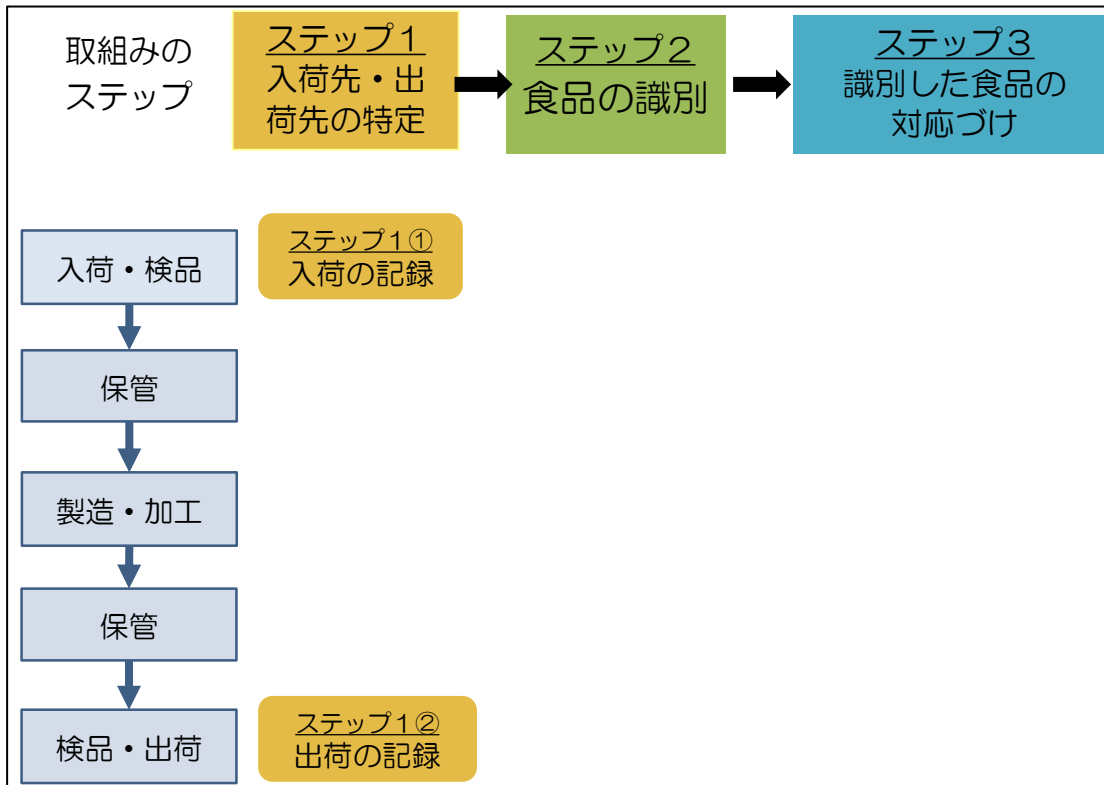 取組みの
ステップ
ステップ１
入荷先・出
荷先の特定
ステップ２
食品の識別
ステップ３
識別した食品の
対応づけ
入荷・検品
ステップ１①
入荷の記録
保管
製造・加工
保管
検品・出荷
ステップ１②
出荷の記録